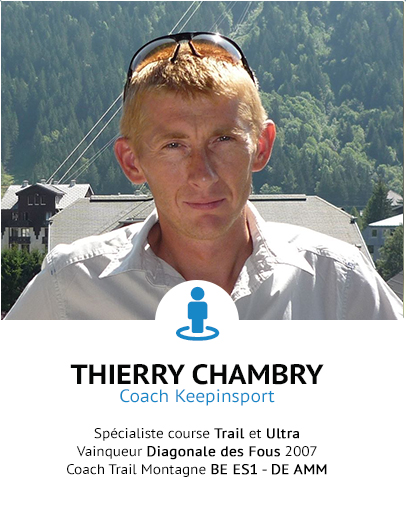 THIERRY CHAMBRY
Coach Keepinsport
Spécialiste course Trail et Ultra
Vainqueur Diagonale des Fous 2007
Coach Trail Montagne BE ES1 - DE AMM